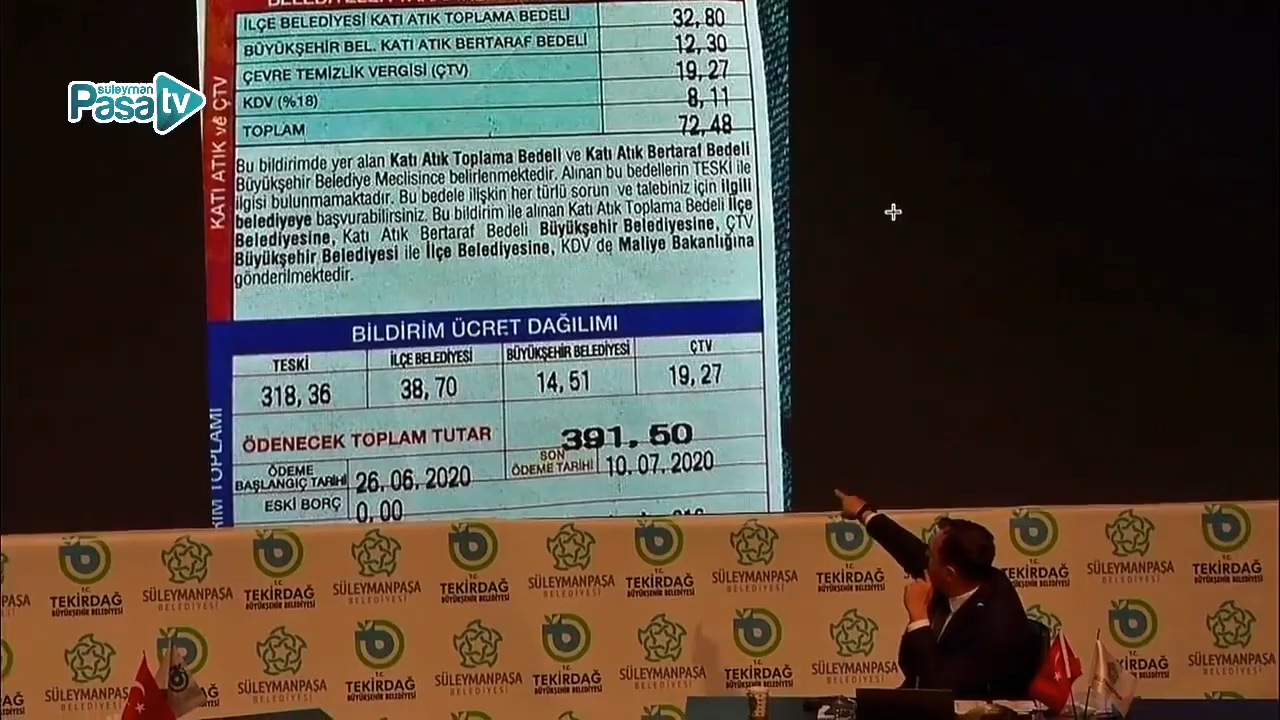 süleyman
Paşa tv
İLÇE BELEDİYESİ KATI ATIK TOPLAMA BEDELİ 32,80
BÜYÜKŞEHİR BEL. KATI ATIK BERTARAF BEDELİ 12,30
ÇEVRE TEMİZLİK VERGİSİ (ÇTV) 19,27
KDV (%18) 8,11
TOPLAM 72,48
KATI ATIK ve ÇTV
Bu bildirimde yer alan Katı Atık Toplama Bedeli ve Katı Atık Bertaraf Bedeli
Büyükşehir Belediye Meclisince belirlenmektedir. Alınan bu bedellerin TESKİ ile
ilgisi bulunmamaktadır. Bu bedele ilişkin her türlü sorun ve talebiniz için ilgili
belediyeye başvurabilirsiniz. Bu bildirim ile alınan Katı Atık Toplama Bedeli İlçe
Belediyesine, Katı Atık Bertaraf Bedeli Büyükşehir Belediyesine, ÇTV
Büyükşehir Belediyesi ile İlçe Belediyesine, KDV de Maliye Bakanlığına
gönderilmektedir.
BİLDİRİM ÜCRET DAĞILIMI
TESKİ İLÇE BELEDİYESİ BÜYÜKŞEHİR BELEDİYESİ ÇTV
318,36 38,70 14,51 19,27
ÖDENECEK TOPLAM TUTAR 391,50
ÖDEME BAŞLANGIÇ TARİHİ 26.06.2020 SON ÖDEME TARİHİ 10.07.2020
ESKİ BORÇ 0,00
TOPLAMI
SÜLEYMANPAŞA BELEDİYESİ
T.C. TEKİRDAĞ BÜYÜKŞEHİR BELEDİYESİ